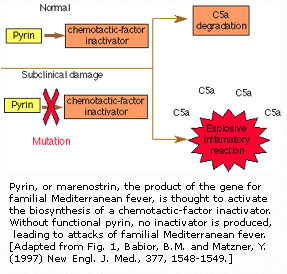 Normal
Pyrin
chemotactic-factor
inactivator
C5a
degradation
Subclinical damage
Pyrin
chemotactic-factor
inactivator
Mutation
C5a
C5a
C5a
C5a
Explosive
inflamatory
reaction
Pyrin, or marenostrin, the product of the gene for
familial Mediterranean fever, is thought to activate
the biosynthesis of a chemotactic-factor inactivator.
Without functional pyrin, no inactivator is produced,
leading to attacks of familial Mediterranean fever.
[Adapted from Fig. 1, Babior, B.M. and Matzner, Y.
(1997) New Engl. J. Med., 377, 1548-1549.]